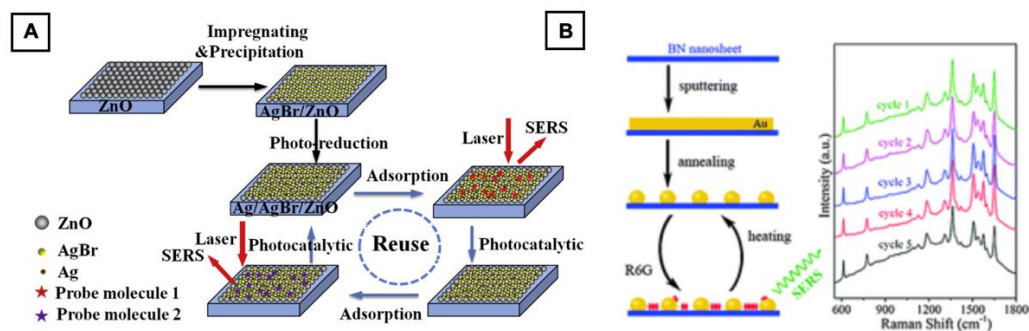 A
Impregnating
&Precipitation
ZnO
AgBr/ZnO
Photo-reduction
Laser
SERS
Adsorption
Ag/AgBr/ZnO
Laser
SERS
Photocatalytic
Reuse
Photocatalytic
Adsorption
ZnO
AgBr
Ag
Probe molecule 1
Probe molecule 2
B
BN nanosheet
sputtering
Au
annealing
heating
R6G
SERS
Intensity (a.u.)
cycle 1
cycle 2
cycle 3
cycle 4
cycle 5
600 900 1200 1500 1800
Raman Shift (cm⁻¹)